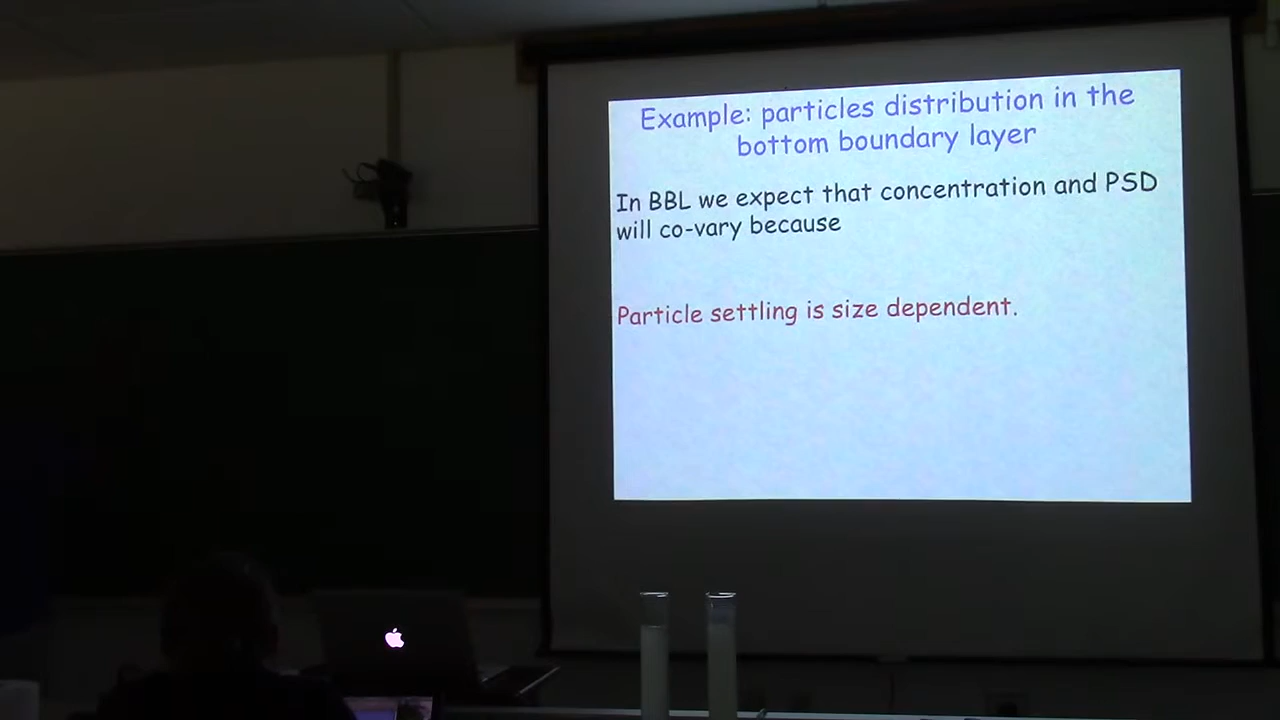 Example: particles distribution in the
bottom boundary layer
In BBL we expect that concentration and PSD
will co-vary because
Particle settling is size dependent.